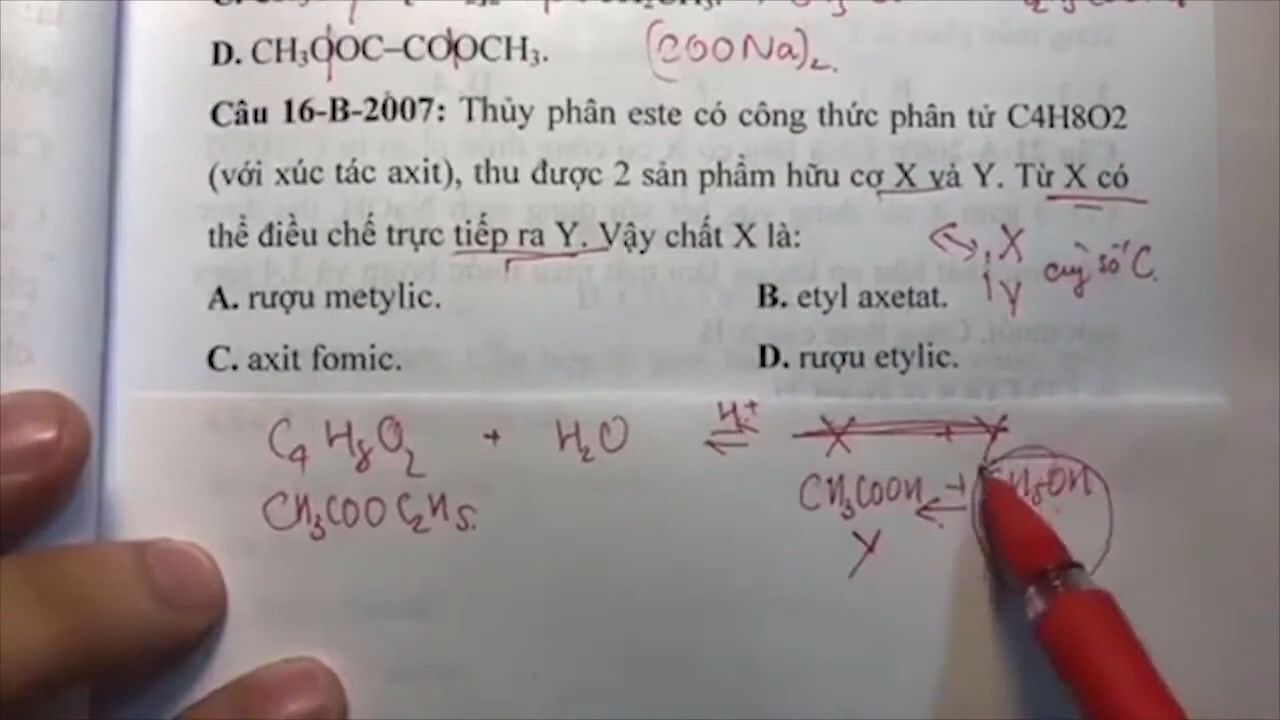 D. CH₃OOC–COOCH₃. (COONa)₂.
Câu 16-B-2007: Thủy phân este có công thức phân tử C4H8O2
(với xúc tác axit), thu được 2 sản phẩm hữu cơ X và Y. Từ X có
thể điều chế trực tiếp ra Y. Vậy chất X là:
X
Y cùng số C.
A. rượu metylic. B. etyl axetat.
C. axit fomic. D. rượu etylic.
C₄H₈O₂ + H₂O ⇌ H⁺ X + Y
CH₃COOC₂H₅. CH₃COOH + H₅OH
Y